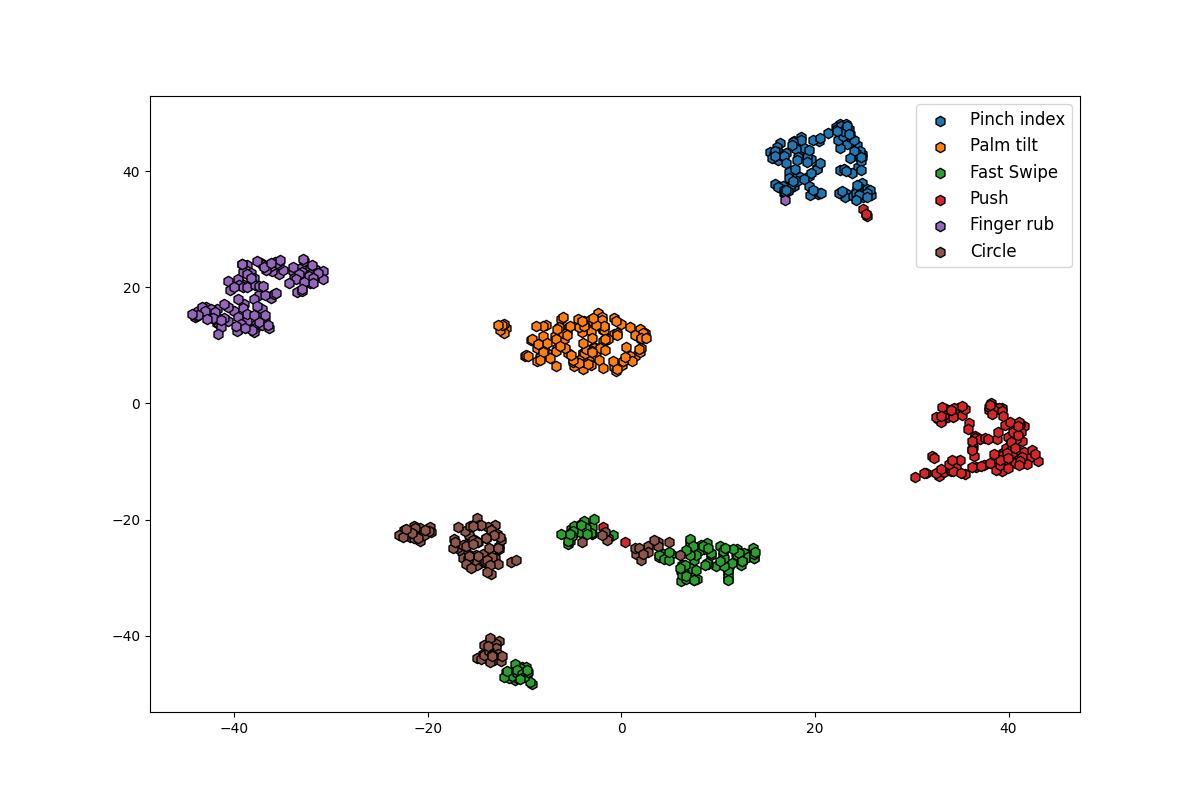 Pinch index
Palm tilt
Fast Swipe
Push
Finger rub
Circle
40
20
0
−20
−40
−40
−20
0
20
40